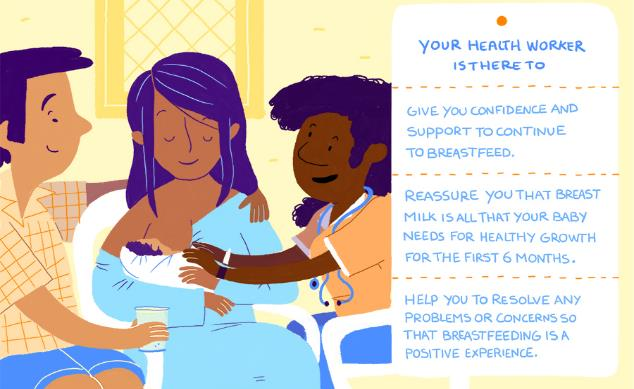 YOUR HEALTH WORKER
IS THERE TO
GIVE YOU CONFIDENCE AND
SUPPORT TO CONTINUE
TO BREASTFEED.
REASSURE YOU THAT BREAST
MILK IS ALL THAT YOUR BABY
NEEDS FOR HEALTHY GROWTH
FOR THE FIRST 6 MONTHS.
HELP YOU TO RESOLVE ANY
PROBLEMS OR CONCERNS SO
THAT BREASTFEEDING IS A
POSITIVE EXPERIENCE.